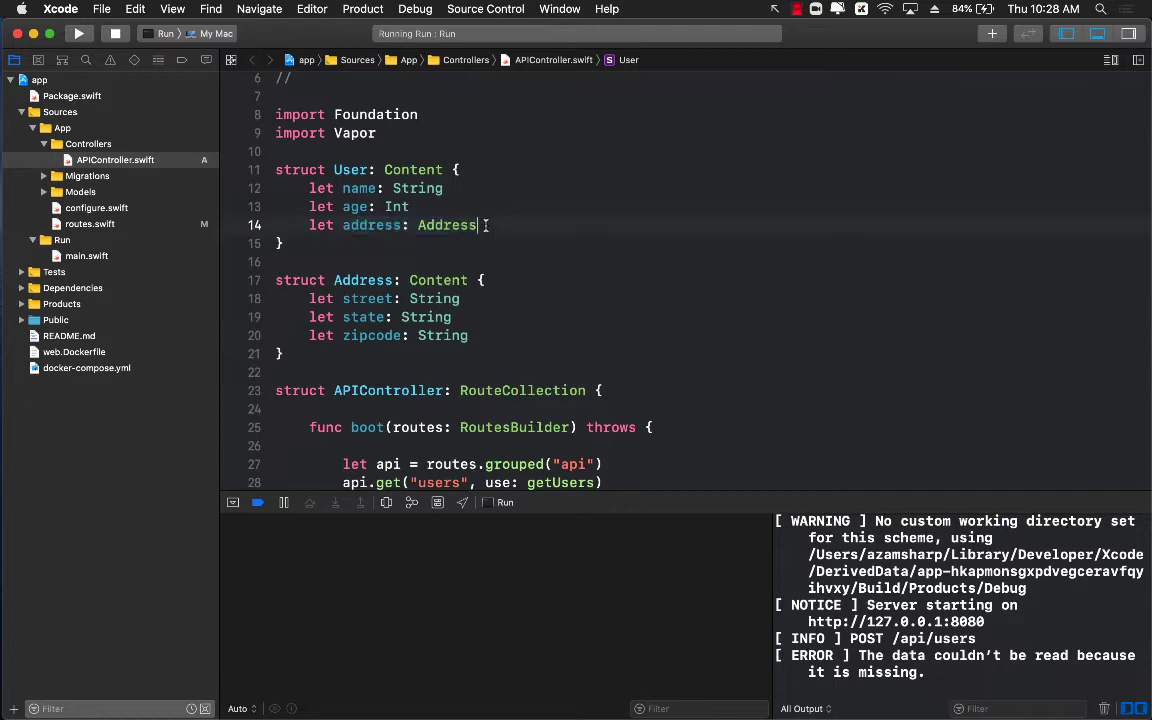 Xcode File Edit View Find Navigate Editor Product Debug Source Control Window Help 84% Thu 10:28 AM
Run My Mac Running Run : Run
app Sources App Controllers APIController.swift S User
app
Package.swift
Sources
App
Controllers
APIController.swift A
Migrations
Models
configure.swift
routes.swift M
Run
main.swift
Tests
Dependencies
Products
Public
README.md
web.Dockerfile
docker-compose.yml
6 //
7
8 import Foundation
9 import Vapor
10
11 struct User: Content {
12 let name: String
13 let age: Int
14 let address: Address
15 }
16
17 struct Address: Content {
18 let street: String
19 let state: String
20 let zipcode: String
21 }
22
23 struct APIController: RouteCollection {
24
25 func boot(routes: RoutesBuilder) throws {
26
27 let api = routes.grouped("api")
28 api.get("users", use: getUsers)
Run
[ WARNING ] No custom working directory set
for this scheme, using
/Users/azamsharp/Library/Developer/Xcode
/DerivedData/app-hkapmonsgxpdvegceravfqy
ihvxy/Build/Products/Debug
[ NOTICE ] Server starting on
http://127.0.0.1:8080
[ INFO ] POST /api/users
[ ERROR ] The data couldn’t be read because
it is missing.
Filter Auto Filter All Output Filter